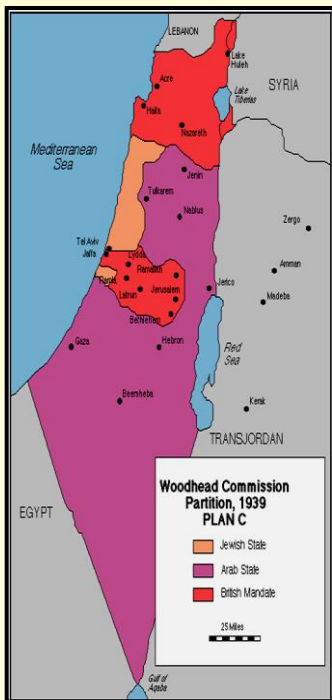 LEBANON
Lake
Huleh
SYRIA
Acre
Lake
Tiberias
Haifa
Nazareth
Mediterranean
Sea
Jenin
Tulkarem
Nablus
Zergo
Tel Aviv
Jaffa
Lydda
Ramallah
Amman
Ramla
Latrun
Jerusalem
Jerico
Madeba
Bethlehem
Gaza
Hebron
Red
Sea
Beersheba
Kerak
TRANSJORDAN
EGYPT
Woodhead Commission
Partition, 1939
PLAN C
Jewish State
Arab State
British Mandate
25 Miles
Gulf of
Aqaba